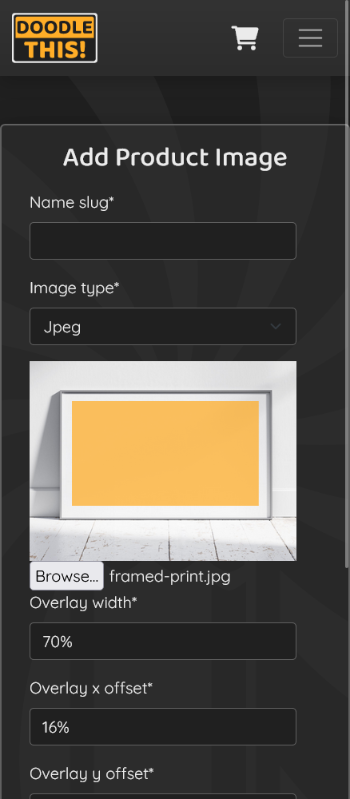 DOODLE
THIS!
Add Product Image
Name slug*
Image type*
Jpeg
Browse... framed-print.jpg
Overlay width*
70%
Overlay x offset*
16%
Overlay y offset*